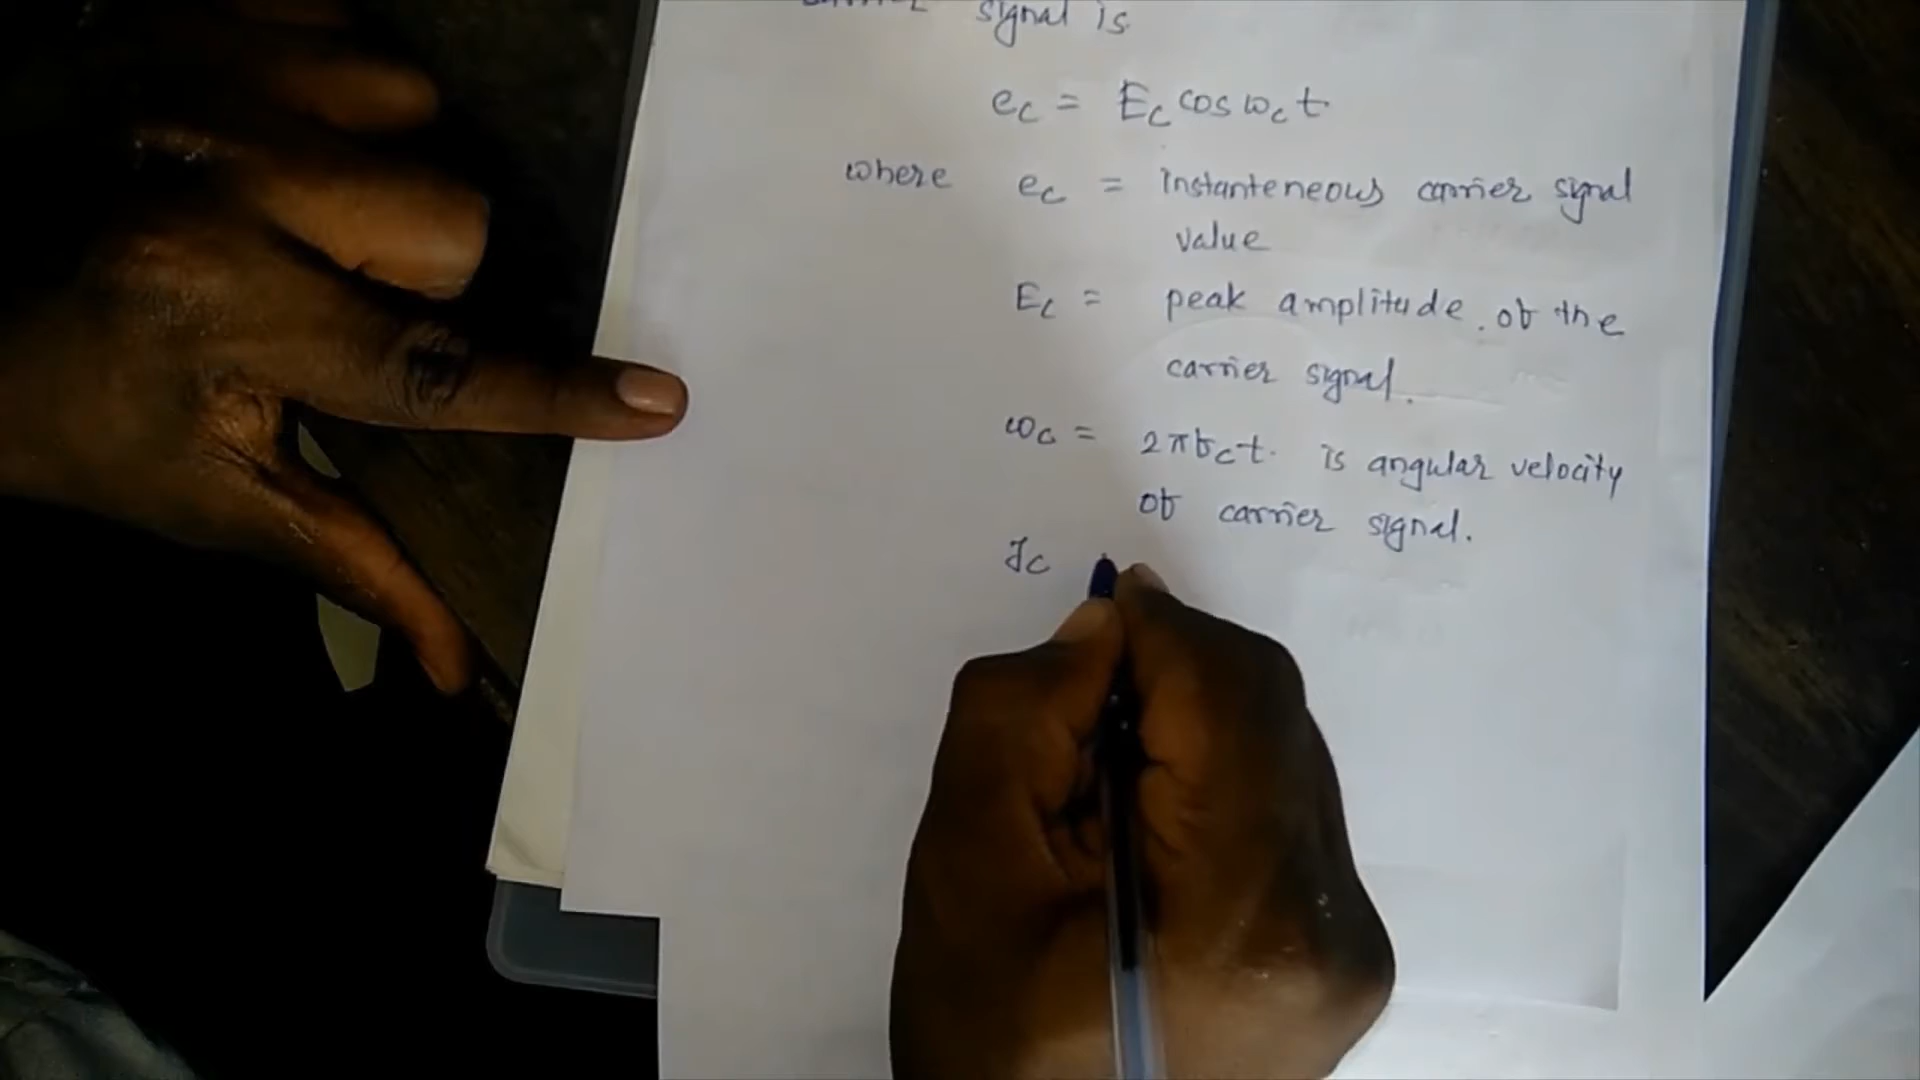 signal is
ec = Ec cos ωc t
where ec = instanteneous carrier signal
value
Ec = peak amplitude of the
carrier signal.
ωc = 2πfct. is angular velocity
of carrier signal.
fc